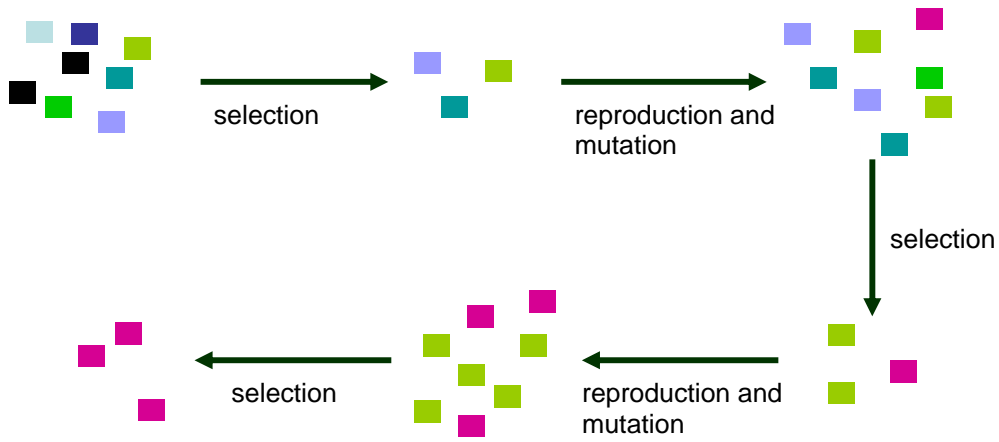 selection
reproduction and
mutation
selection
reproduction and
mutation
selection